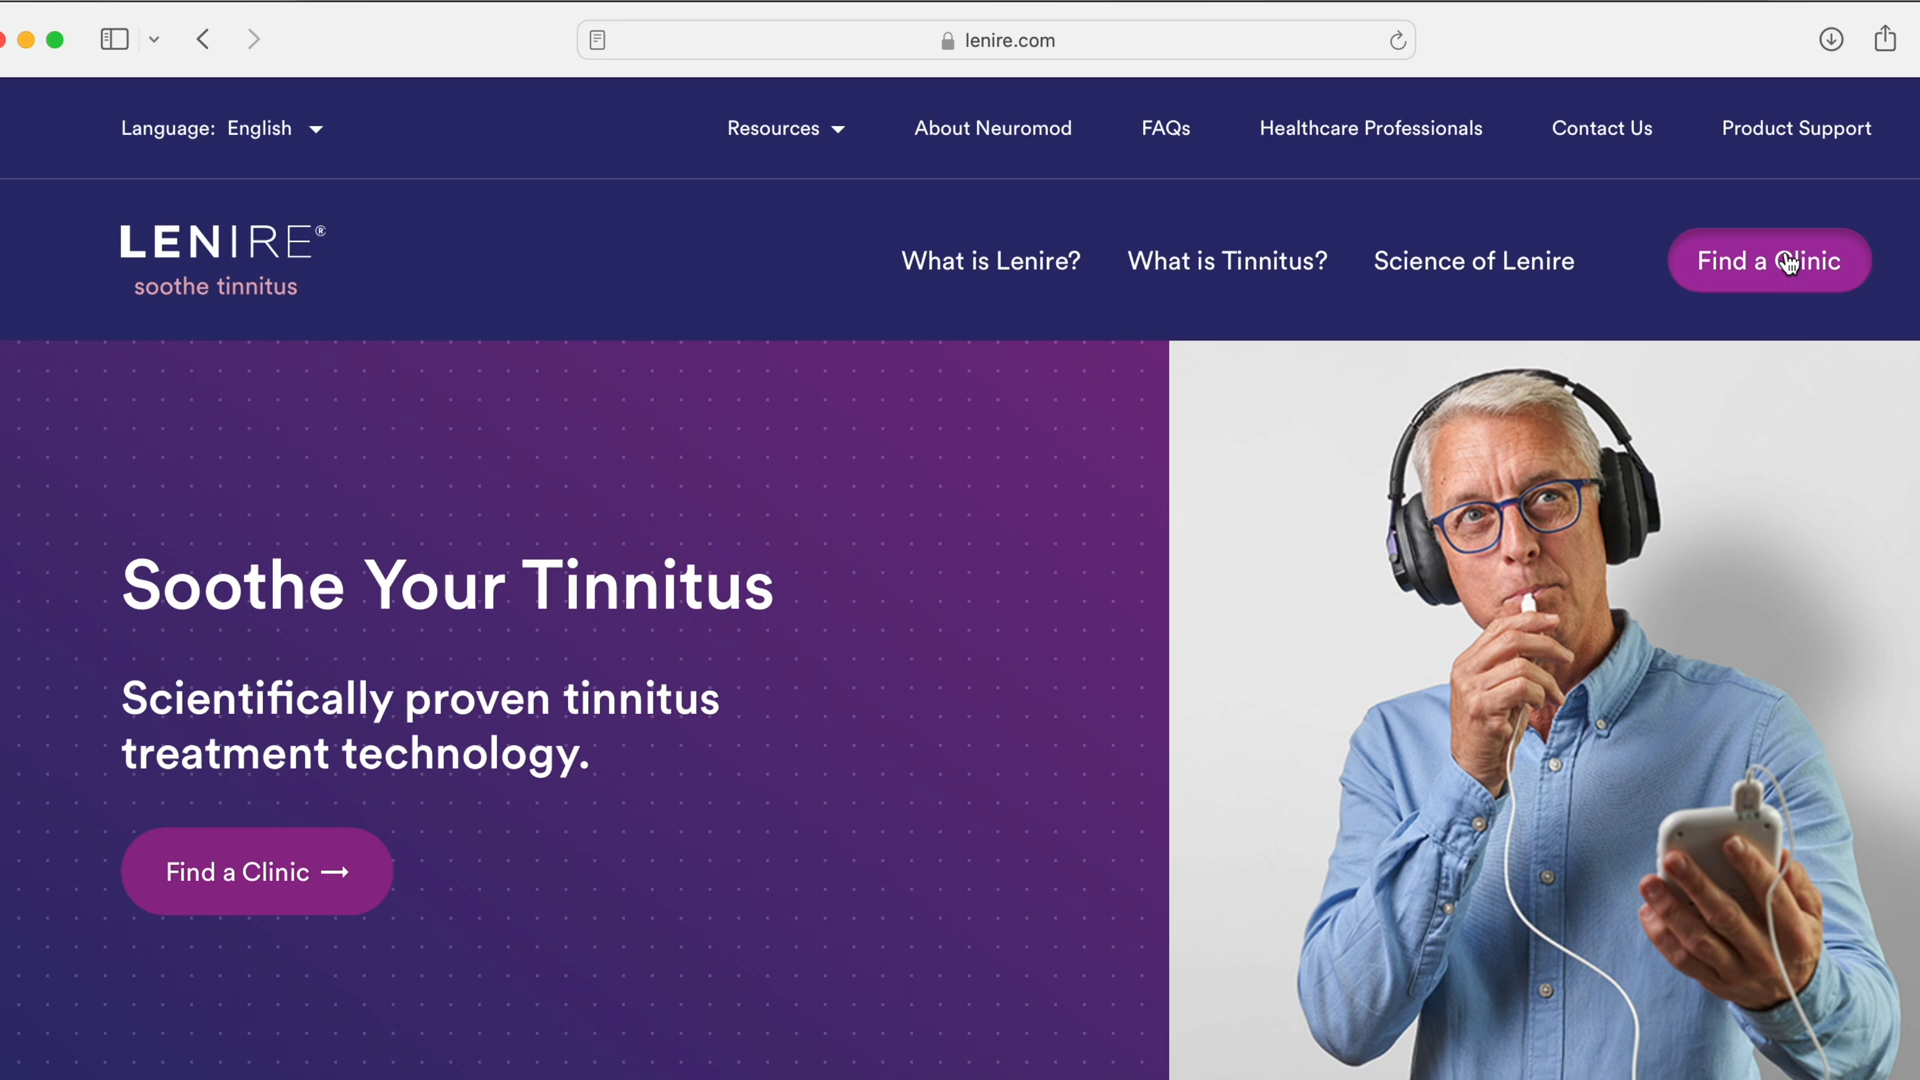 lenire.com
Language: English
Resources
About Neuromod
FAQs
Healthcare Professionals
Contact Us
Product Support
LENIRE®
soothe tinnitus
What is Lenire?
What is Tinnitus?
Science of Lenire
Find a Clinic
Soothe Your Tinnitus
Scientifically proven tinnitus
treatment technology.
Find a Clinic →